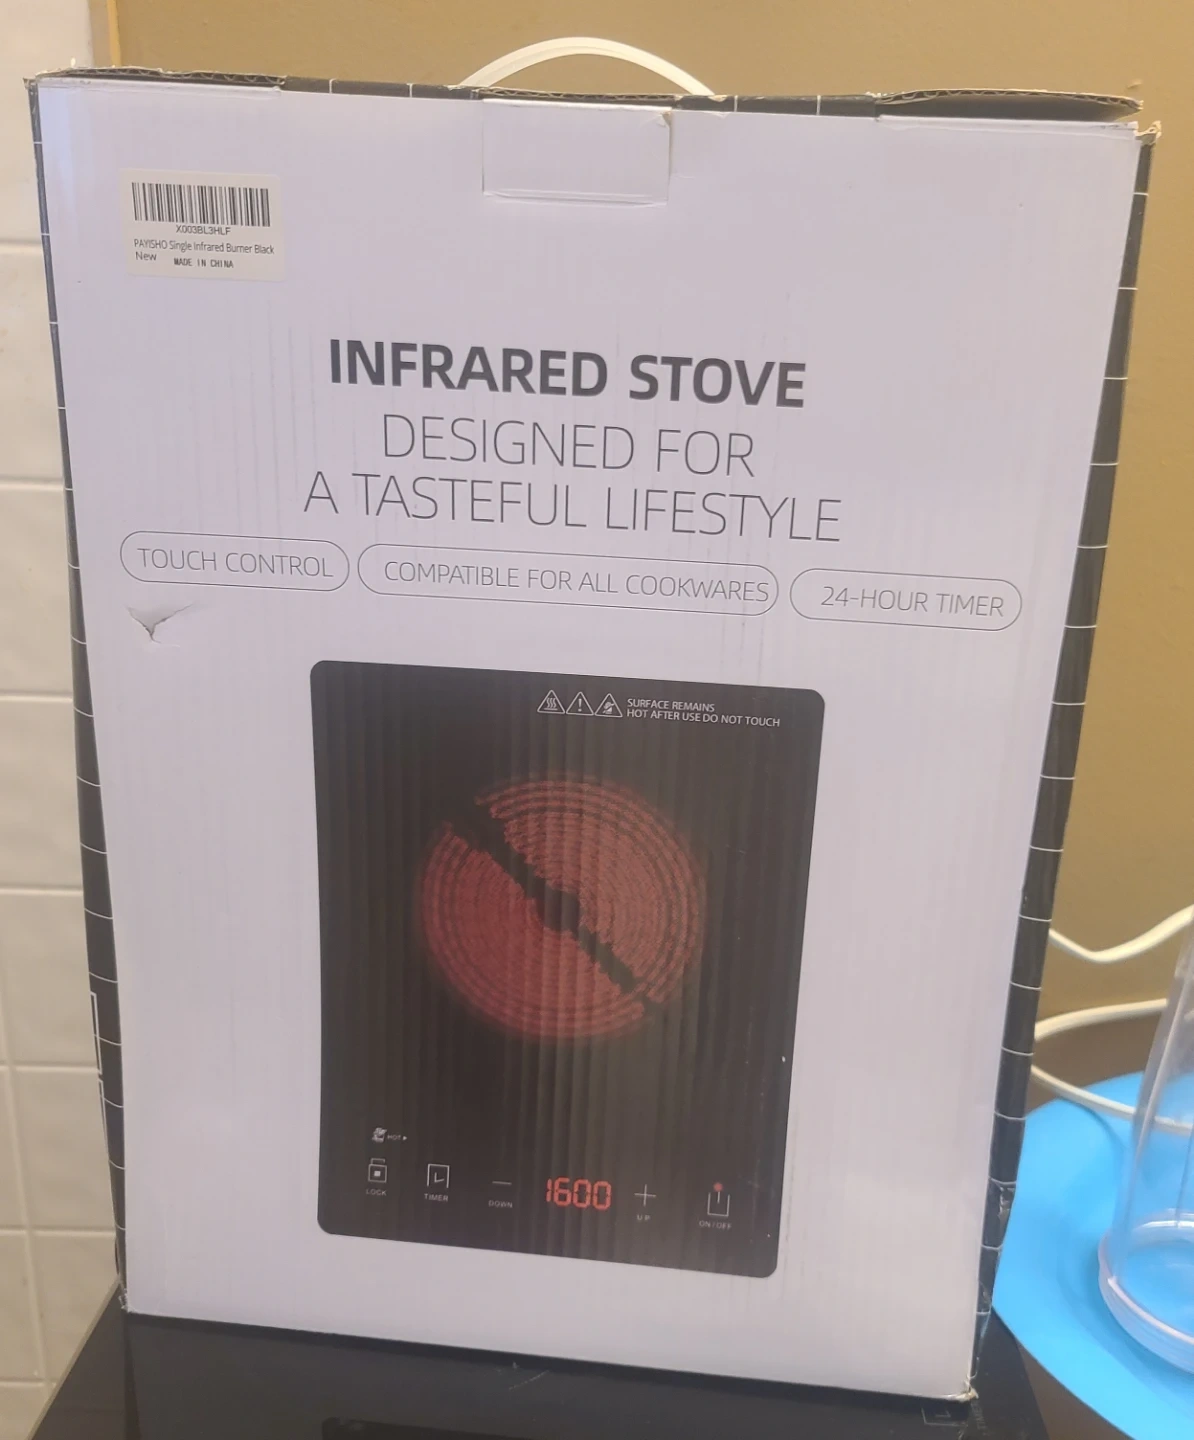 X003BL3HLF
PAYISHO Single Infrared Burner Black
New
MADE IN CHINA
INFRARED STOVE
DESIGNED FOR
A TASTEFUL LIFESTYLE
TOUCH CONTROL
COMPATIBLE FOR ALL COOKWARES
24-HOUR TIMER
SURFACE REMAINS
HOT AFTER USE DO NOT TOUCH
HOT
LOCK
TIMER
DOWN
1600
UP
ON/OFF